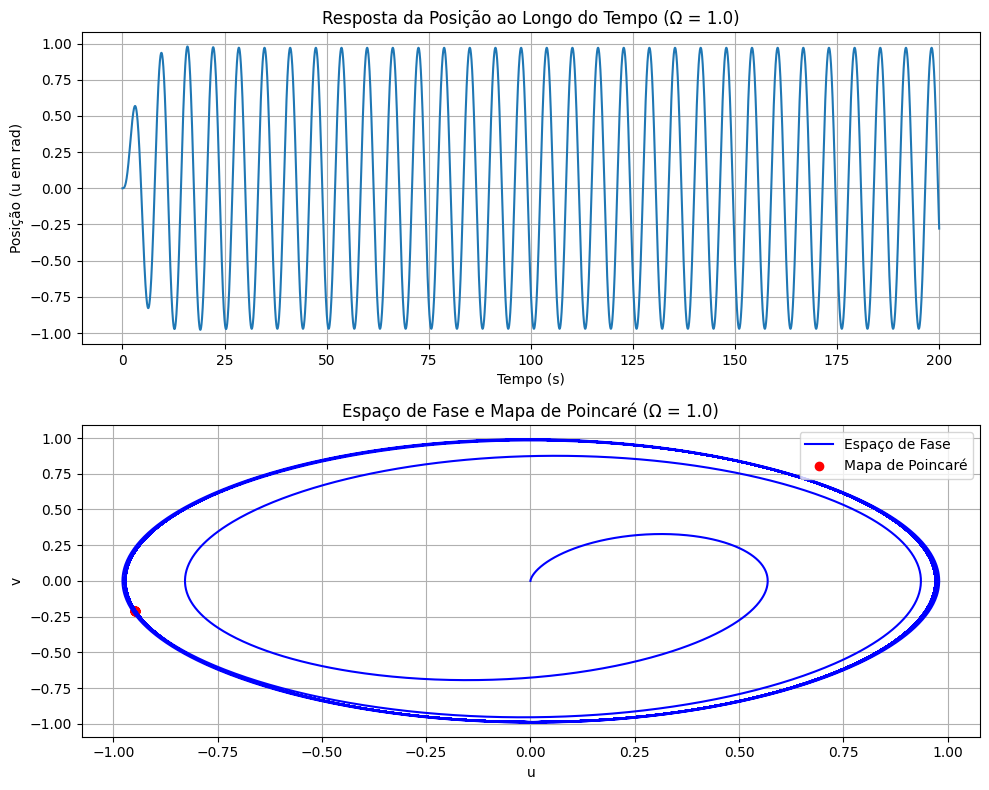 Resposta da Posição ao Longo do Tempo (Ω = 1.0)
1.00
0.75
0.50
0.25
0.00
−0.25
−0.50
−0.75
−1.00
Posição (u em rad)
0 25 50 75 100 125 150 175 200
Tempo (s)
Espaço de Fase e Mapa de Poincaré (Ω = 1.0)
Espaço de Fase
Mapa de Poincaré
1.00
0.75
0.50
0.25
0.00
−0.25
−0.50
−0.75
−1.00
v
−1.00 −0.75 −0.50 −0.25 0.00 0.25 0.50 0.75 1.00
u